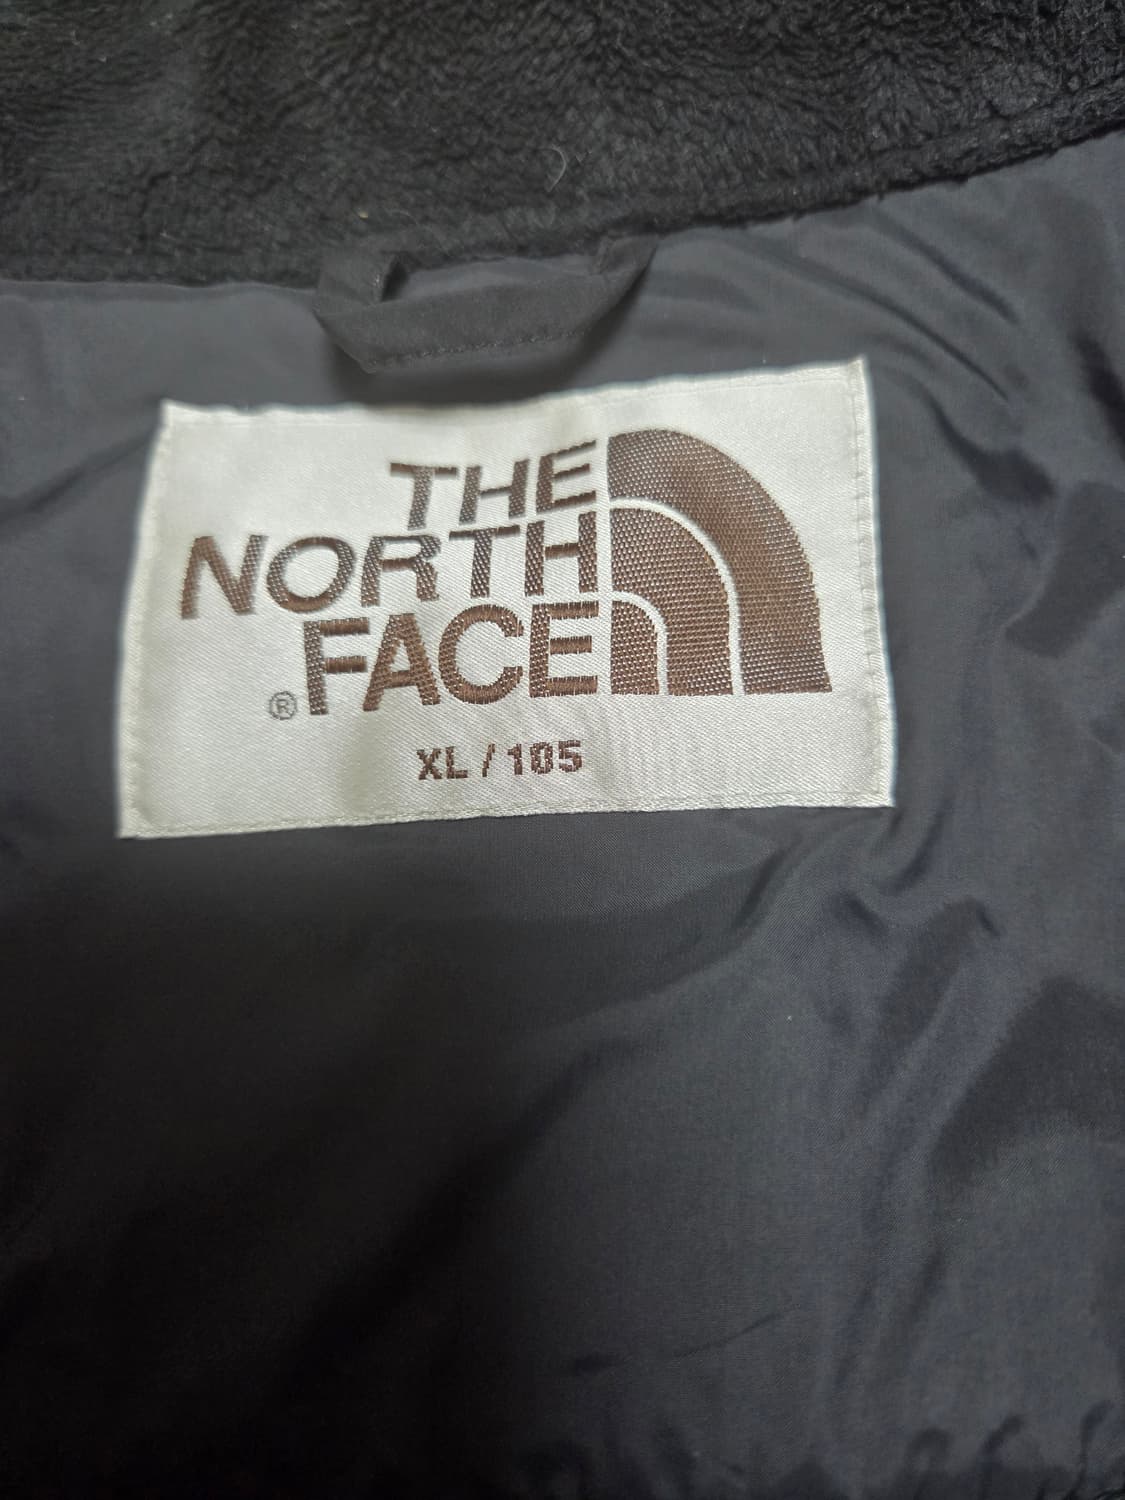 THE
NORTH
FACE
®
XL / 105